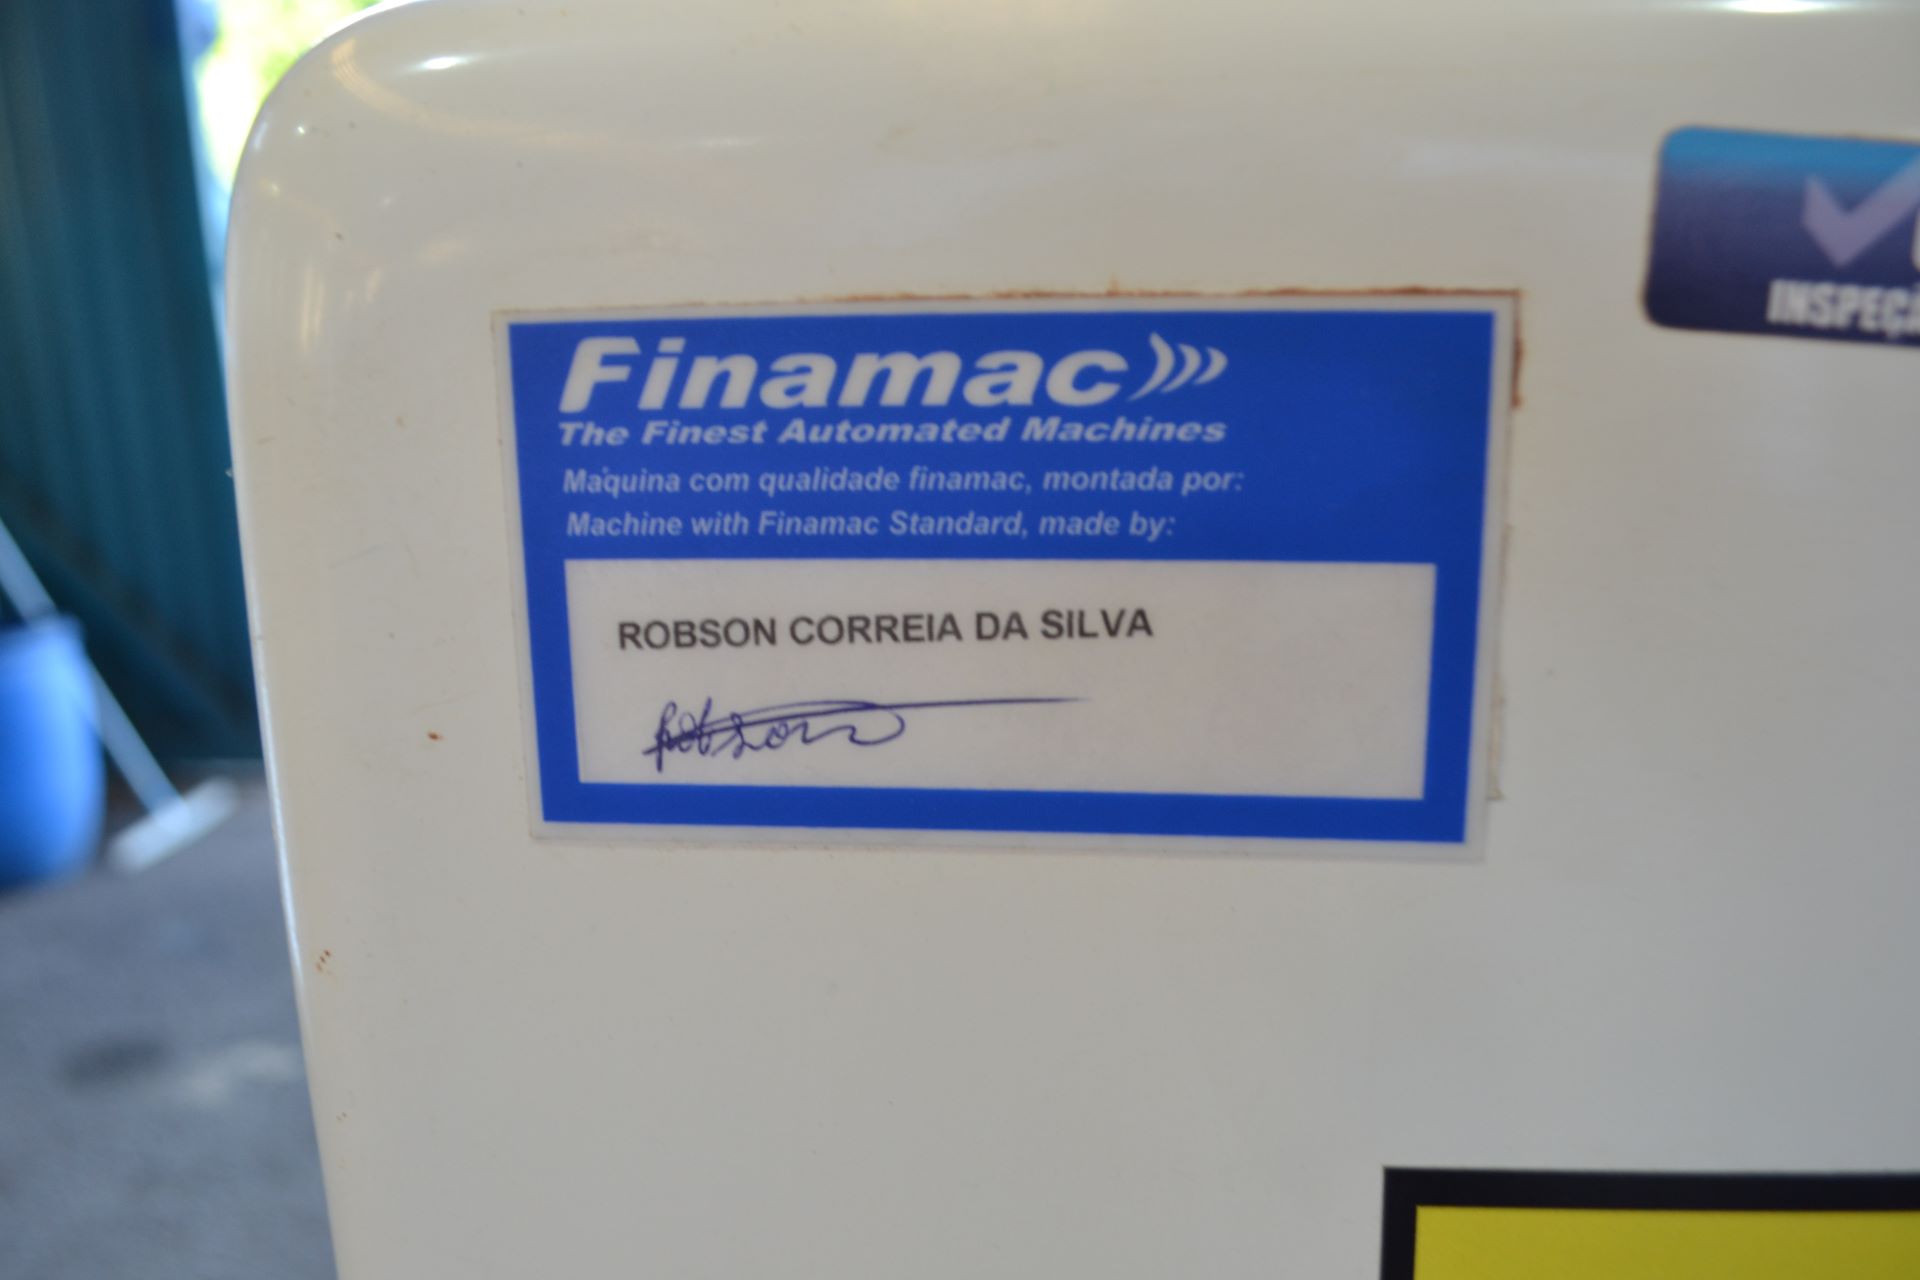 Finamac
The Finest Automated Machines
Máquina com qualidade finamac, montada por:
Machine with Finamac Standard, made by:
ROBSON CORREIA DA SILVA
Robson